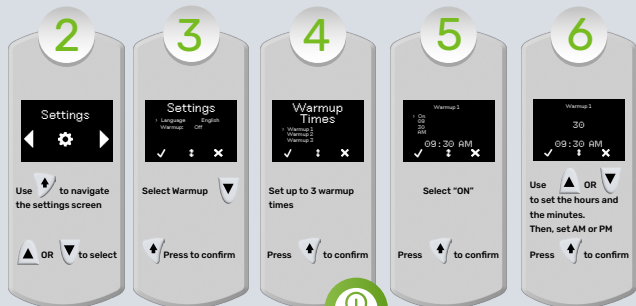 2
Settings
Use to navigate
the settings screen
OR to select
3
Settings
› Language English
Warmup: Off
Select Warmup
Press to confirm
4
Warmup
Times
› Warmup 1
Warmup 2
Warmup 3
Set up to 3 warmup
times
Press to confirm
5
Warmup 1
› On
09
30
AM
09:30 AM
Select "ON"
Press to confirm
6
Warmup 1
30
09:30 AM
Use OR
to set the hours and
the minutes.
Then, set AM or PM
Press to confirm